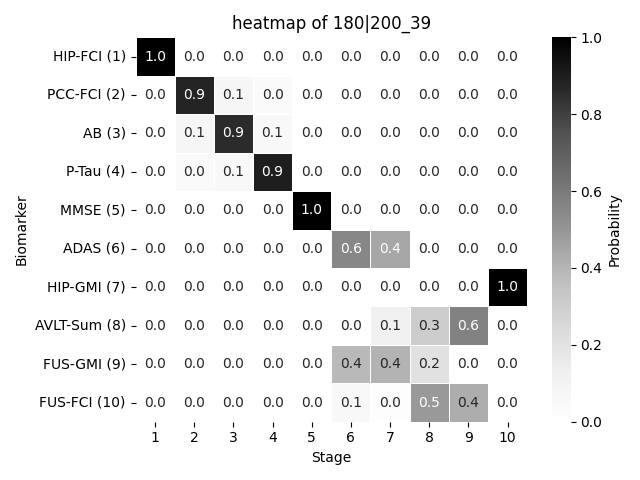 heatmap of 180|200_39
HIP-FCI (1) 1.0 0.0 0.0 0.0 0.0 0.0 0.0 0.0 0.0 0.0
PCC-FCI (2) 0.0 0.9 0.1 0.0 0.0 0.0 0.0 0.0 0.0 0.0
AB (3) 0.0 0.1 0.9 0.1 0.0 0.0 0.0 0.0 0.0 0.0
P-Tau (4) 0.0 0.0 0.1 0.9 0.0 0.0 0.0 0.0 0.0 0.0
MMSE (5) 0.0 0.0 0.0 0.0 1.0 0.0 0.0 0.0 0.0 0.0
ADAS (6) 0.0 0.0 0.0 0.0 0.0 0.6 0.4 0.0 0.0 0.0
HIP-GMI (7) 0.0 0.0 0.0 0.0 0.0 0.0 0.0 0.0 0.0 1.0
AVLT-Sum (8) 0.0 0.0 0.0 0.0 0.0 0.0 0.1 0.3 0.6 0.0
FUS-GMI (9) 0.0 0.0 0.0 0.0 0.0 0.4 0.4 0.2 0.0 0.0
FUS-FCI (10) 0.0 0.0 0.0 0.0 0.0 0.1 0.0 0.5 0.4 0.0
1 2 3 4 5 6 7 8 9 10
Stage
Biomarker
1.0
0.8
0.6
0.4
0.2
0.0
Probability